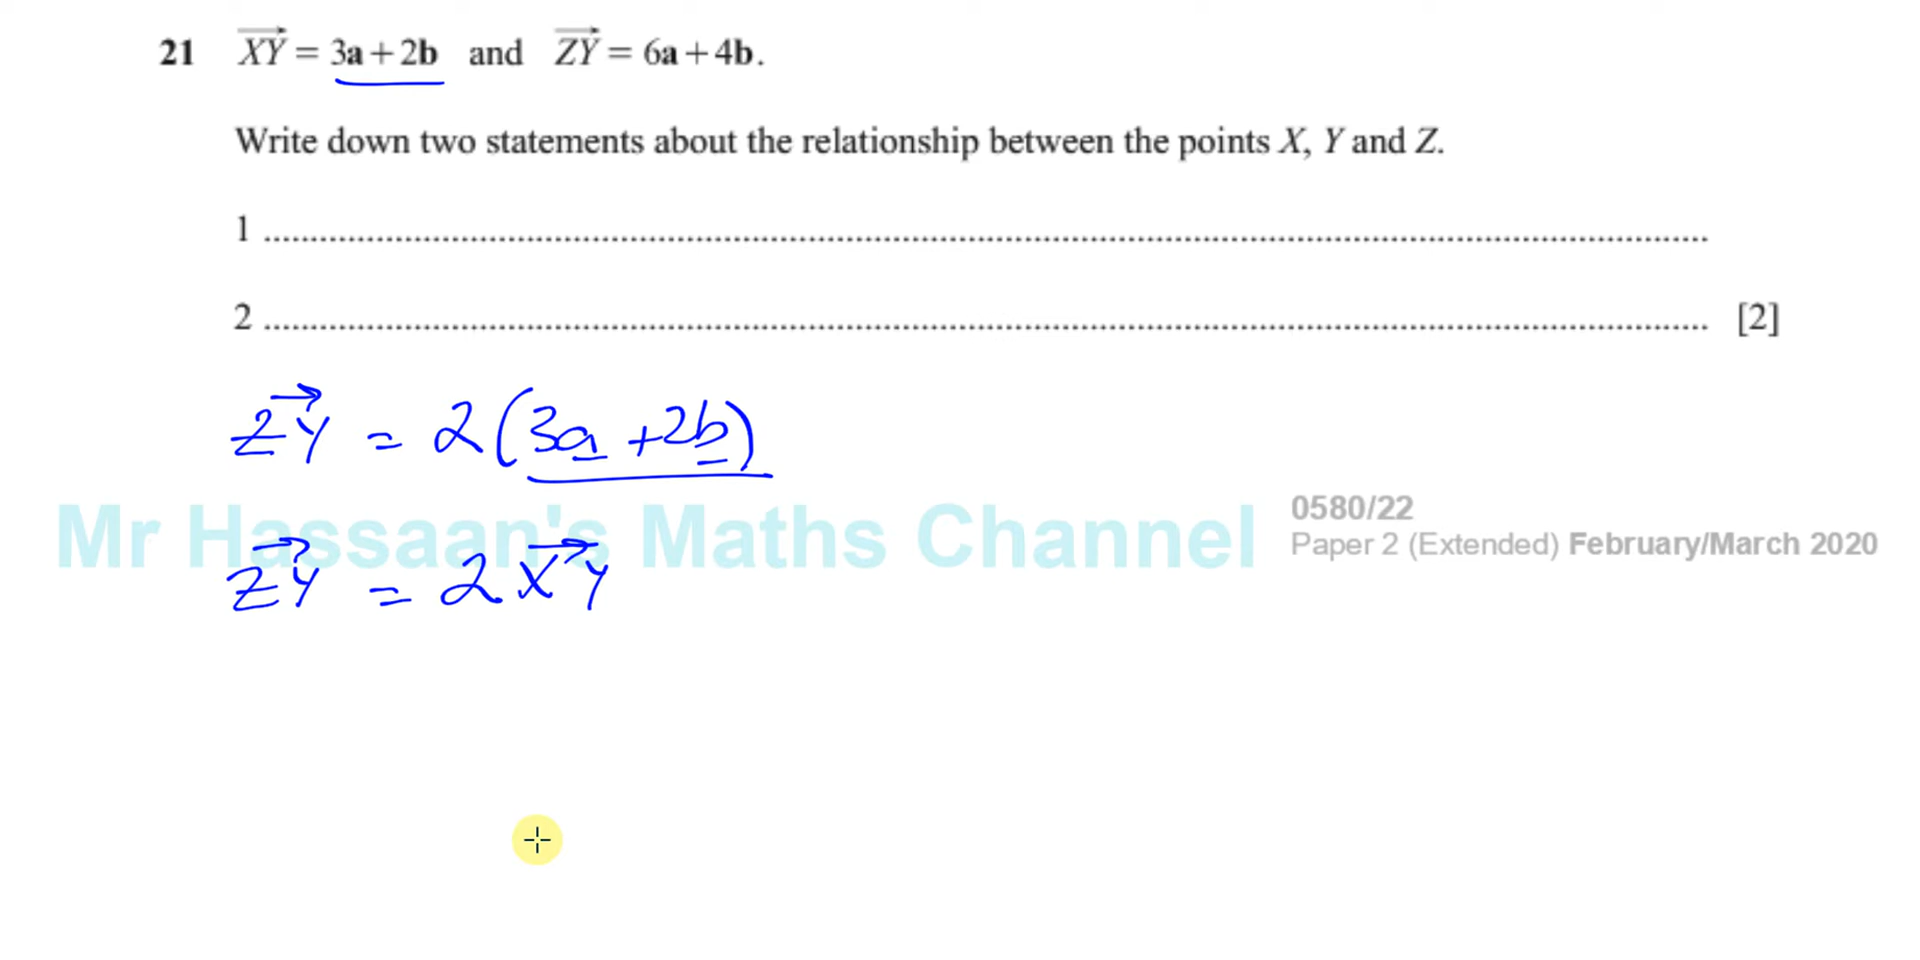 21 XY = 3a + 2b and ZY = 6a + 4b.
Write down two statements about the relationship between the points X, Y and Z.
1 ........................................................................
2 ........................................................................ [2]
ZY = 2(3a + 2b)
Mr Hassaan's Maths Channel
0580/22
Paper 2 (Extended) February/March 2020
ZY = 2XY